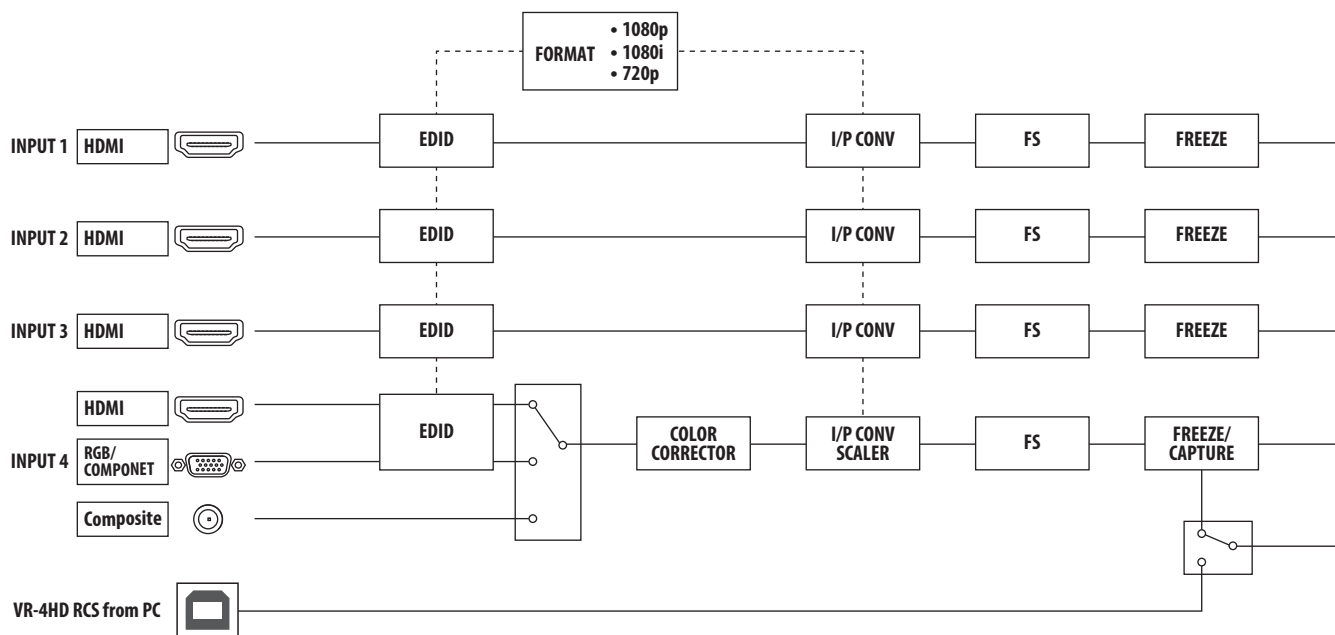 FORMAT
• 1080p
• 1080i
• 720p
INPUT 1 HDMI EDID I/P CONV FS FREEZE
INPUT 2 HDMI EDID I/P CONV FS FREEZE
INPUT 3 HDMI EDID I/P CONV FS FREEZE
INPUT 4
HDMI
RGB/
COMPONET
Composite
EDID
COLOR
CORRECTOR
I/P CONV
SCALER
FS
FREEZE/
CAPTURE
VR-4HD RCS from PC